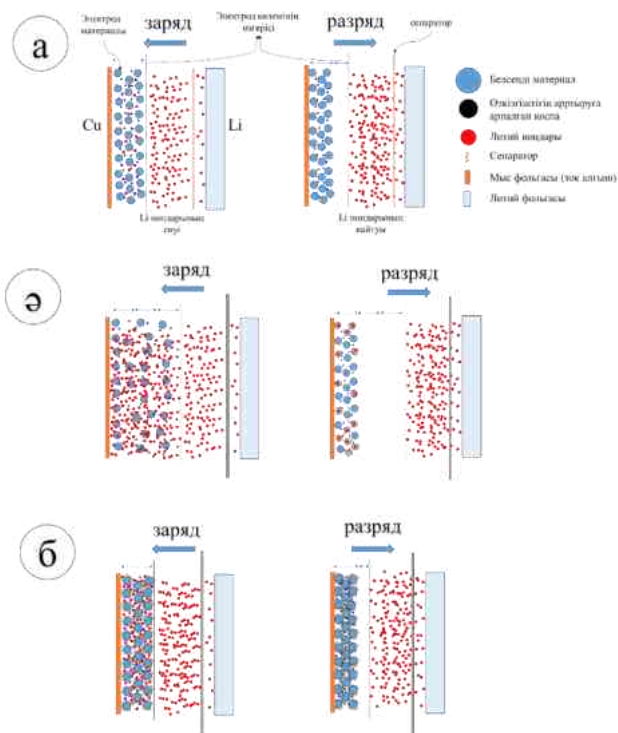 а
Электрод
материалы
заряд
Электрод көлемінің
өзгерісі
разряд
сепаратор
Cu
Li
Li иондарының
енуі
Li иондарының
қайтуы
Белсенді материал
Өткізгіштігін арттыруға
арналған қоспа
Литий иондары
Сепаратор
Мыс фольгасы (ток алғыш)
Литий фольгасы
ә
заряд
разряд
б
заряд
разряд